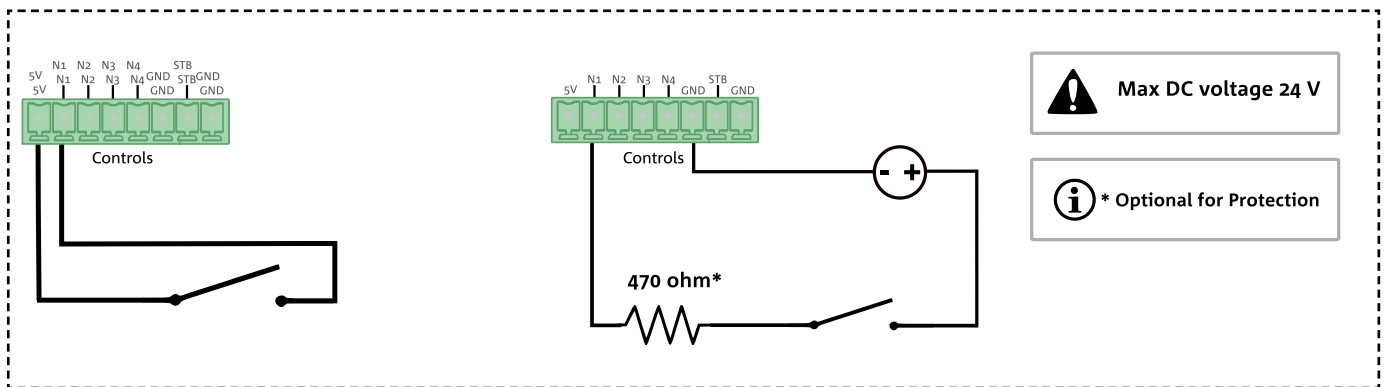 N1 N2 N3 N4 STB
5V GND GND
N1 N2 N3 N4 STB
5V GND GND
Controls
5V N1 N2 N3 N4 GND STB GND
Controls
- +
470 ohm*
Max DC voltage 24 V
i * Optional for Protection